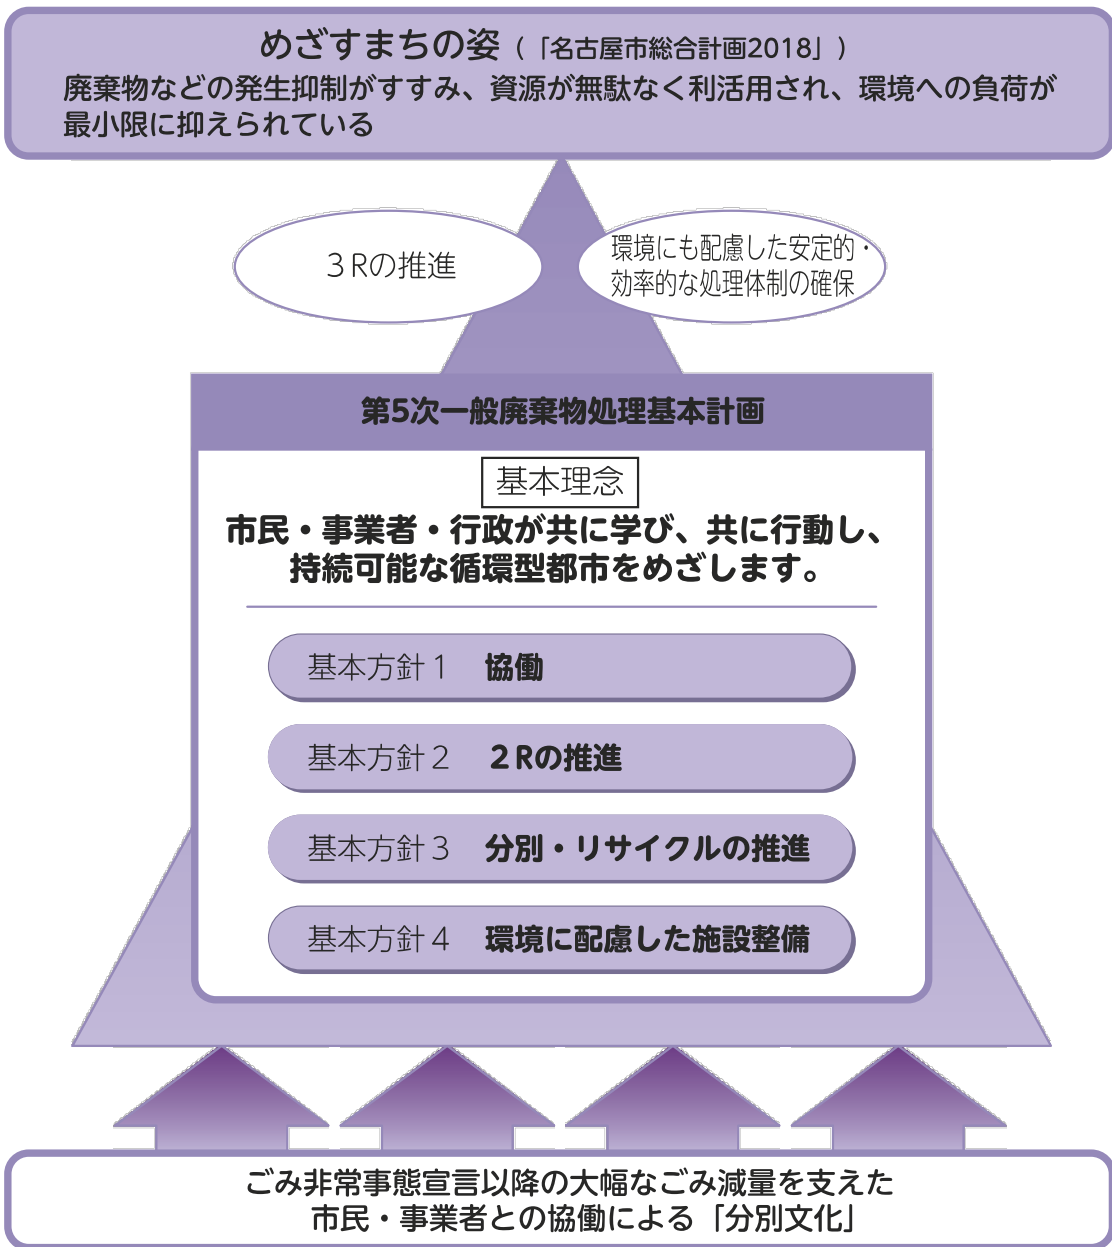 めざすまちの姿（「名古屋市総合計画2018」）
廃棄物などの発生抑制がすすみ、資源が無駄なく利活用され、環境への負荷が
最小限に抑えられている
３Rの推進
環境にも配慮した安定的・
効率的な処理体制の確保
第5次一般廃棄物処理基本計画
基本理念
市民・事業者・行政が共に学び、共に行動し、
持続可能な循環型都市をめざします。
基本方針１　協働
基本方針２　２Rの推進
基本方針３　分別・リサイクルの推進
基本方針４　環境に配慮した施設整備
ごみ非常事態宣言以降の大幅なごみ減量を支えた
市民・事業者との協働による「分別文化」